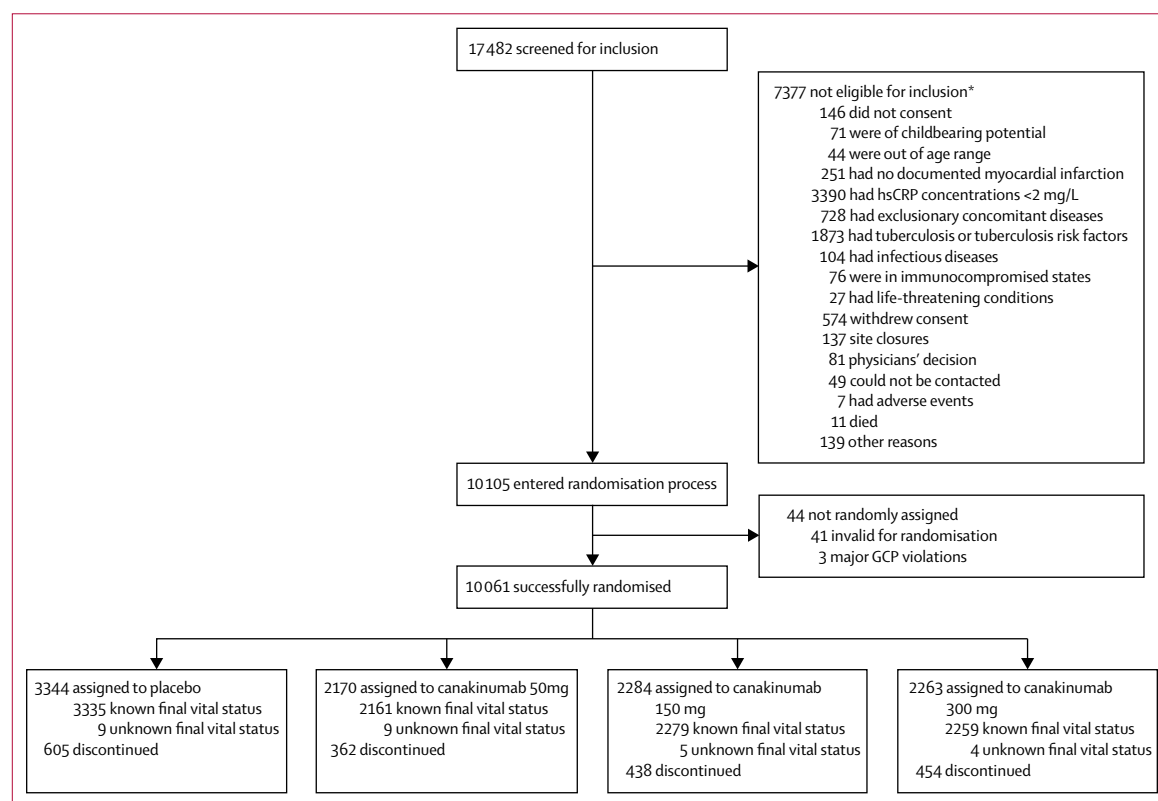 17 482 screened for inclusion
7377 not eligible for inclusion*
146 did not consent
71 were of childbearing potential
44 were out of age range
251 had no documented myocardial infarction
3390 had hsCRP concentrations <2 mg/L
728 had exclusionary concomitant diseases
1873 had tuberculosis or tuberculosis risk factors
104 had infectious diseases
76 were in immunocompromised states
27 had life-threatening conditions
574 withdrew consent
137 site closures
81 physicians’ decision
49 could not be contacted
7 had adverse events
11 died
139 other reasons
10 105 entered randomisation process
44 not randomly assigned
41 invalid for randomisation
3 major GCP violations
10 061 successfully randomised
3344 assigned to placebo
3335 known final vital status
9 unknown final vital status
605 discontinued
2170 assigned to canakinumab 50mg
2161 known final vital status
9 unknown final vital status
362 discontinued
2284 assigned to canakinumab
150 mg
2279 known final vital status
5 unknown final vital status
438 discontinued
2263 assigned to canakinumab
300 mg
2259 known final vital status
4 unknown final vital status
454 discontinued